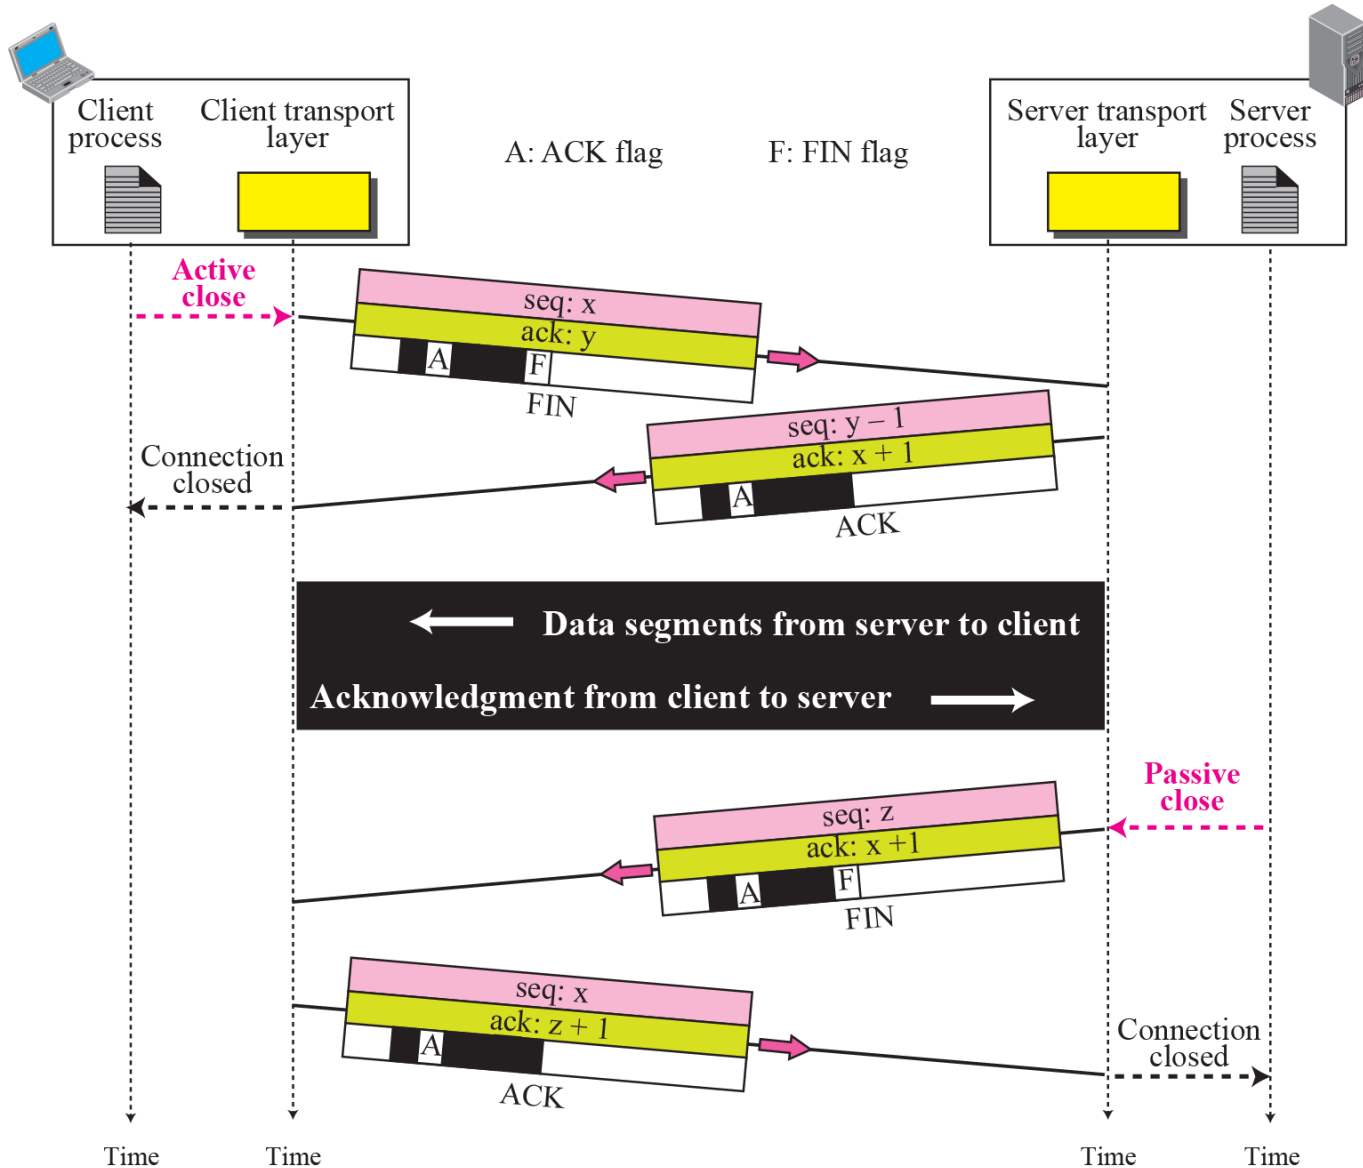 Client process
Client transport layer
A: ACK flag
F: FIN flag
Server transport layer
Server process
Active close
seq: x
ack: y
A
F
FIN
seq: y – 1
ack: x + 1
A
ACK
Connection closed
Data segments from server to client
Acknowledgment from client to server
Passive close
seq: z
ack: x +1
A
F
FIN
seq: x
ack: z + 1
A
ACK
Connection closed
Time
Time
Time
Time